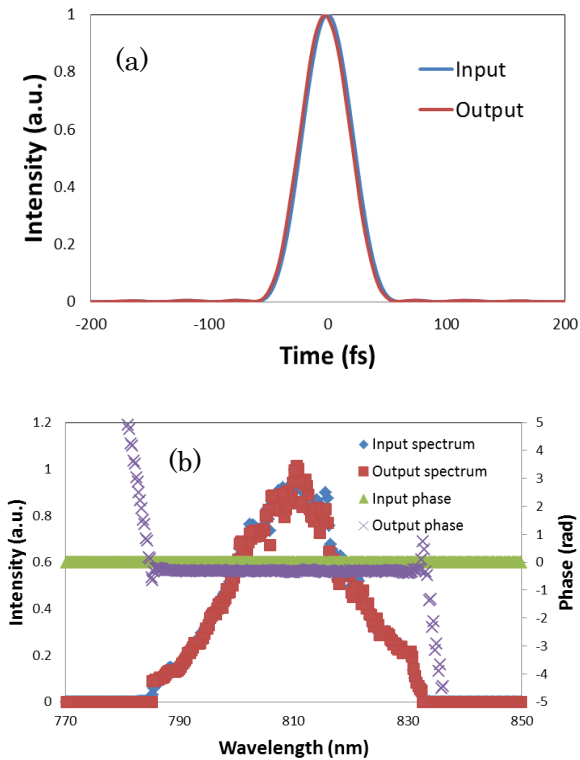 (a)
Intensity (a.u.)
1
0.8
0.6
0.4
0.2
0
-200
-100
0
100
200
Time (fs)
Input
Output
(b)
Intensity (a.u.)
1.2
1
0.8
0.6
0.4
0.2
0
770
790
810
830
850
Wavelength (nm)
Input spectrum
Output spectrum
Input phase
Output phase
5
4
3
2
1
0
-1
-2
-3
-4
-5
Phase (rad)